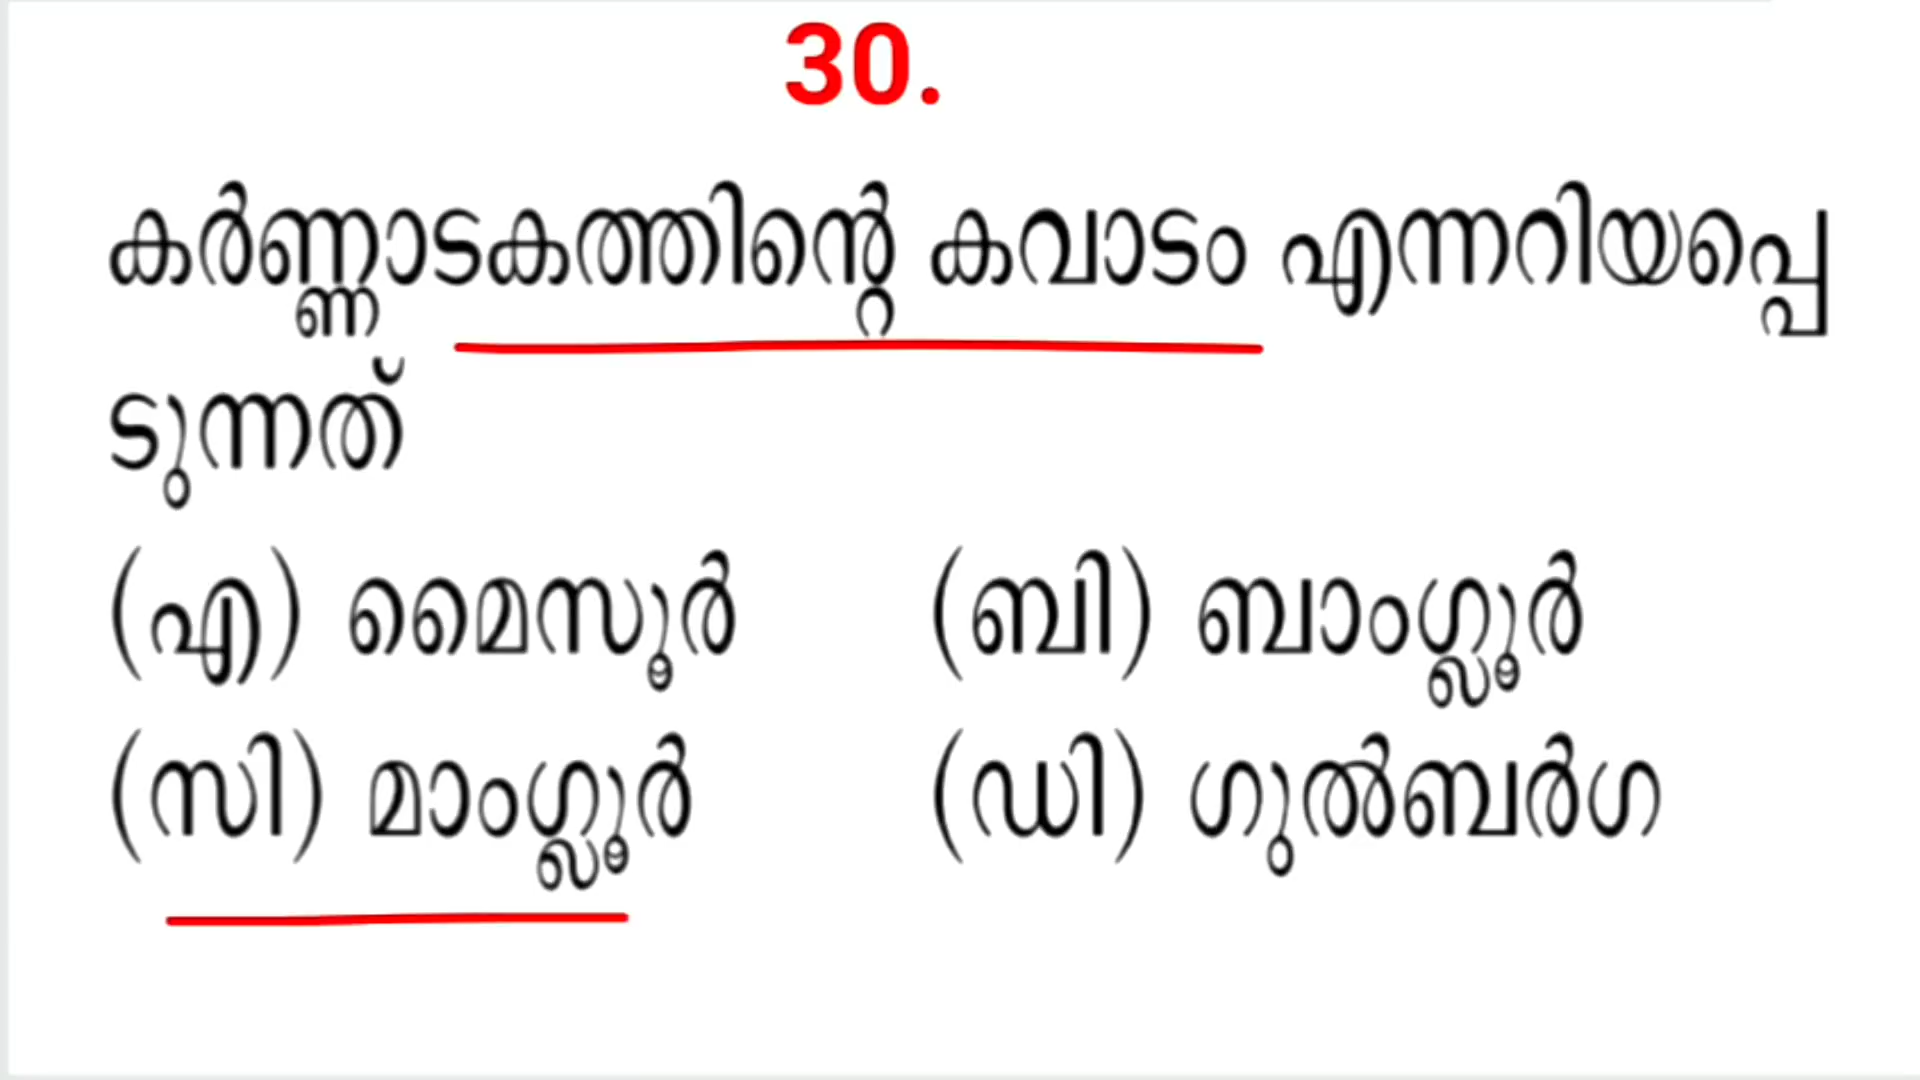 30.
കർണ്ണാടകത്തിന്റെ കവാടം എന്നറിയപ്പെ
ടുന്നത്
(എ) മൈസൂർ (ബി) ബാംഗ്ലൂർ
(സി) മാംഗ്ലൂർ (ഡി) ഗുൽബർഗ